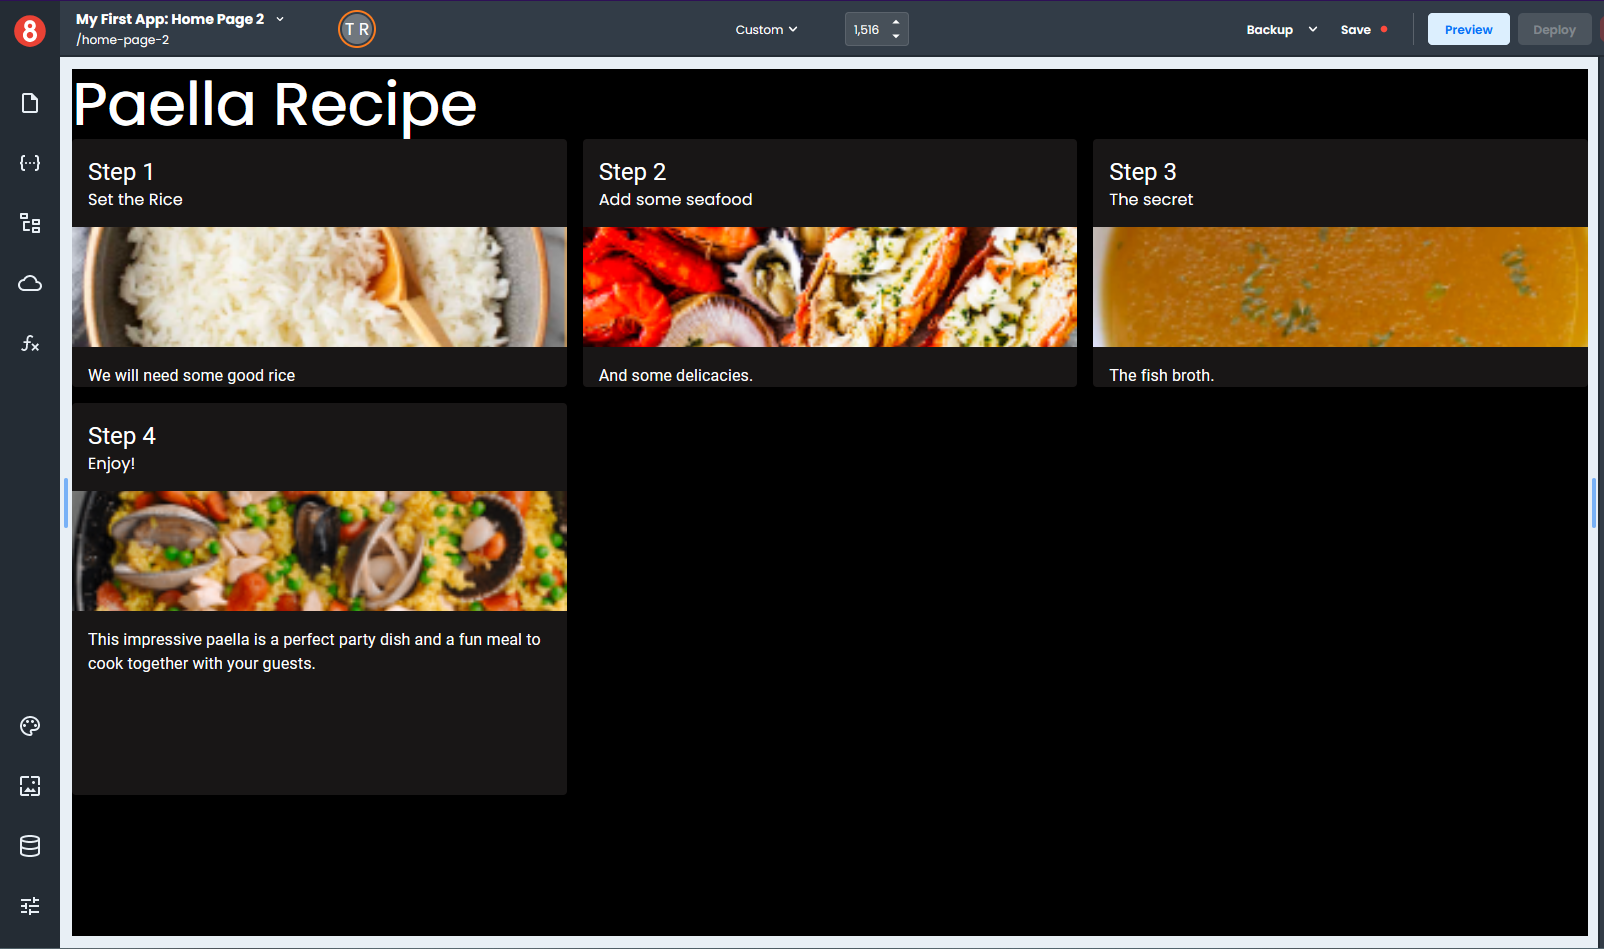 8
My First App: Home Page 2
/home-page-2
T R
Custom
1,516
Backup
Save
Preview
Deploy
{···}
fx
Paella Recipe
Step 1
Set the Rice
We will need some good rice
Step 2
Add some seafood
And some delicacies.
Step 3
The secret
The fish broth.
Step 4
Enjoy!
This impressive paella is a perfect party dish and a fun meal to
cook together with your guests.